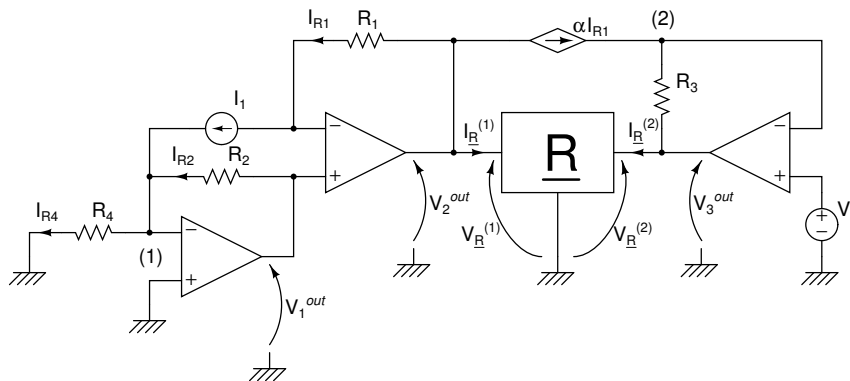 I_R1 R_1 αI_R1 (2)
I_1 R_3
I_R2 R_2 − + I_R^(1) R I_R^(2) − +
I_R4 R_4 V_2^out V_R^(1) V_R^(2) V_3^out + − V
(1) − +
V_1^out